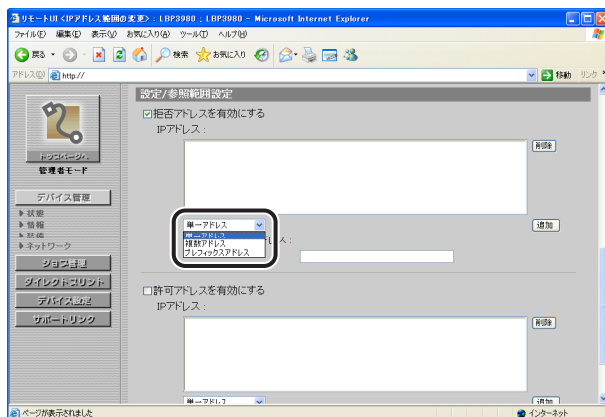 リモートUI <IPアドレス範囲の変更> : LBP3980 ; LBP3980 - Microsoft Internet Explorer
ファイル(F) 編集(E) 表示(V) お気に入り(A) ツール(T) ヘルプ(H)
戻る 検索 お気に入り
アドレス(D) http:// 移動 リンク
設定/参照範囲設定
拒否アドレスを有効にする
IPアドレス :
削除
トップページへ
管理者モード
デバイス管理
状態
情報
ネットワーク
ジョブ管理
ダイレクトプリント
デバイス設定
サポートリンク
単一アドレス
追加
単一アドレス
複数アドレス
プレフィックスアドレス
許可アドレスを有効にする
IPアドレス :
削除
単一アドレス
追加
ページが表示されました
インターネット